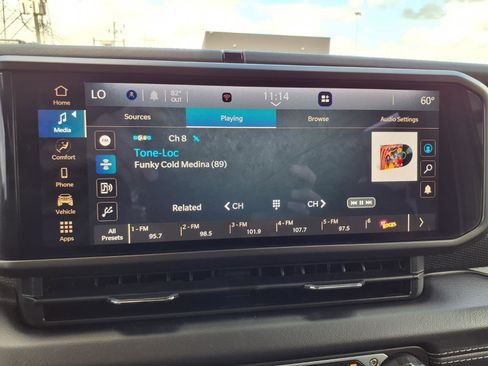 Home
LO
82°
OUT
11:14
60°
Media
Sources
Playing
Browse
Audio Settings
Comfort
FM
Ch 8
Tone-Loc
Funky Cold Medina (89)
Phone
Vehicle
Related
< CH
CH >
Apps
All Presets
1 - FM
95.7
2 - FM
98.5
3 - FM
101.9
4 - FM
107.7
5 - FM
97.5
6